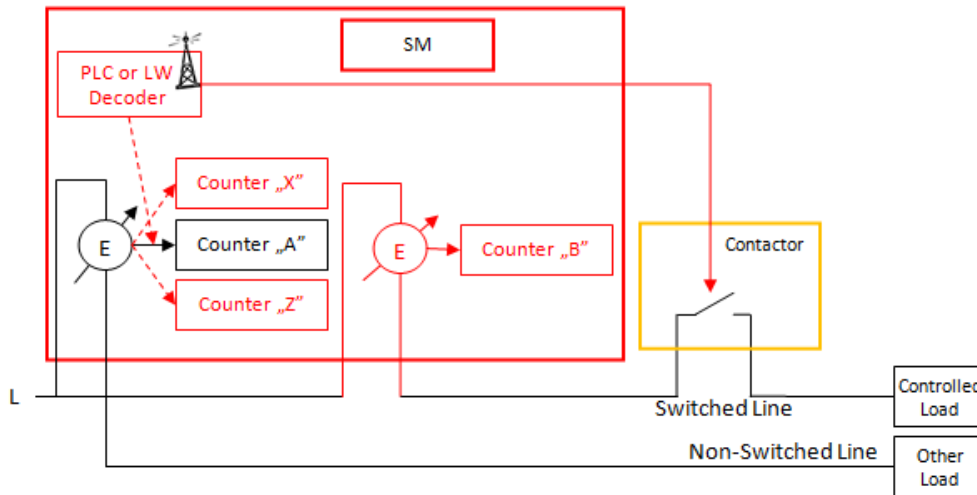 SM
PLC or LW
Decoder
Counter „X”
E
Counter „A”
Counter „Z”
E
Counter „B”
Contactor
L
Switched Line
Controlled
Load
Non-Switched Line
Other
Load